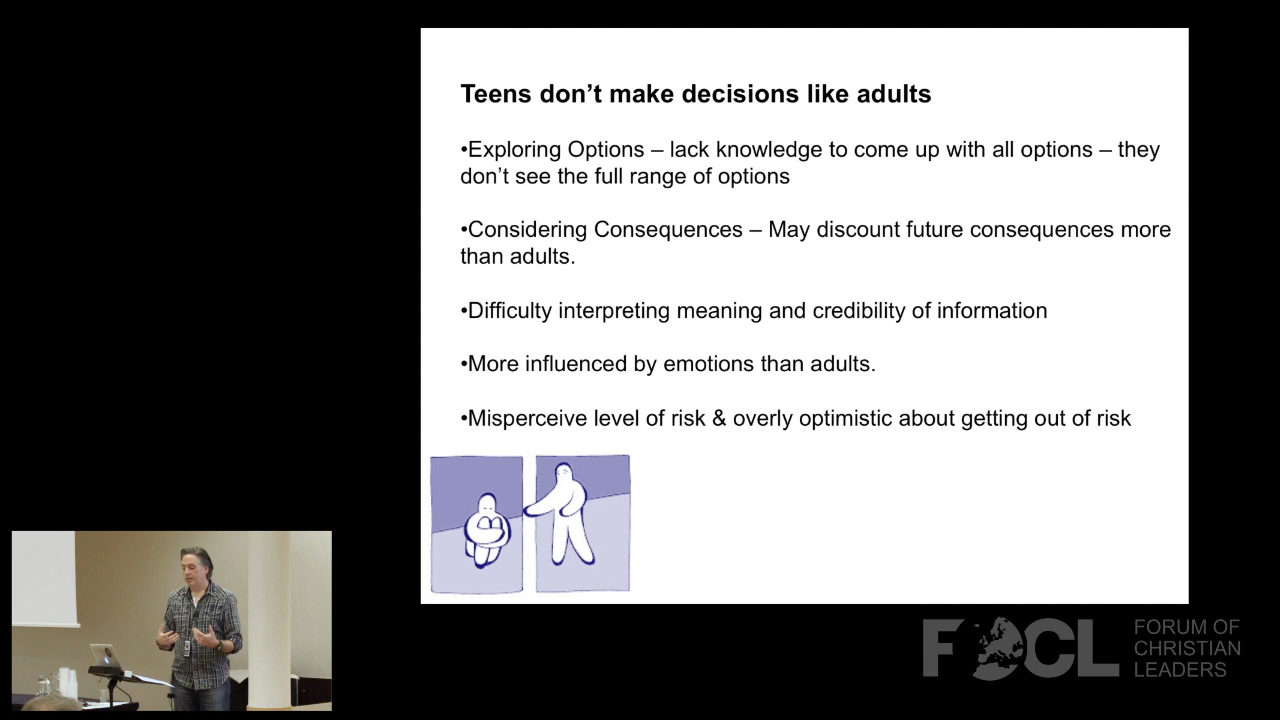 Teens don’t make decisions like adults
•Exploring Options – lack knowledge to come up with all options – they
don’t see the full range of options
•Considering Consequences – May discount future consequences more
than adults.
•Difficulty interpreting meaning and credibility of information
•More influenced by emotions than adults.
•Misperceive level of risk & overly optimistic about getting out of risk
FOCL
FORUM OF
CHRISTIAN
LEADERS